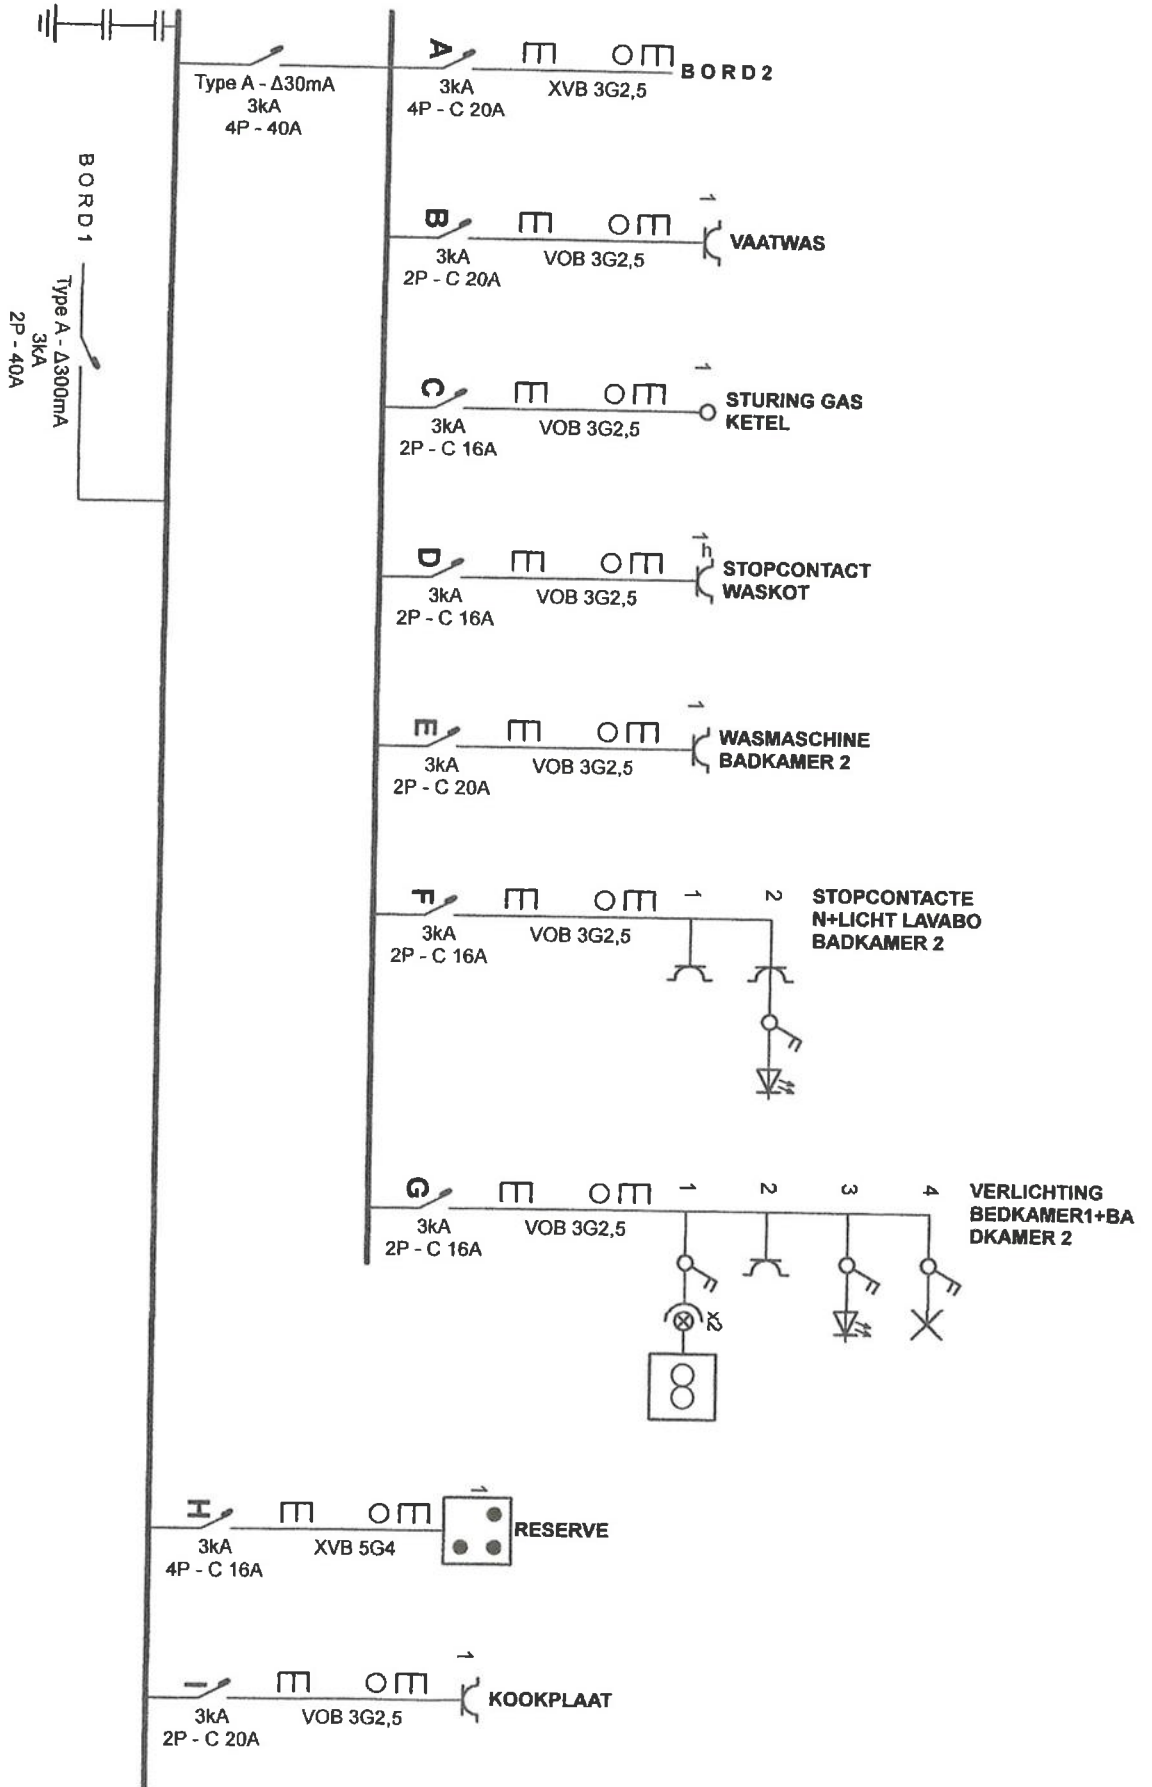 BORD1
Type A - Δ300mA
3kA
2P - 40A
Type A - Δ30mA
3kA
4P - 40A
A
3kA
4P - C 20A
XVB 3G2,5
BORD2
B
3kA
2P - C 20A
VOB 3G2,5
1
VAATWAS
C
3kA
2P - C 16A
VOB 3G2,5
1
STURING GAS
KETEL
D
3kA
2P - C 16A
VOB 3G2,5
1
STOPCONTACT
WASKOT
E
3kA
2P - C 20A
VOB 3G2,5
1
WASMASCHINE
BADKAMER 2
F
3kA
2P - C 16A
VOB 3G2,5
1
2
STOPCONTACTE
N+LICHT LAVABO
BADKAMER 2
G
3kA
2P - C 16A
VOB 3G2,5
1
2
3
4
VERLICHTING
BEDKAMER1+BA
DKAMER 2
x2
H
3kA
4P - C 16A
XVB 5G4
1
RESERVE
I
3kA
2P - C 20A
VOB 3G2,5
1
KOOKPLAAT